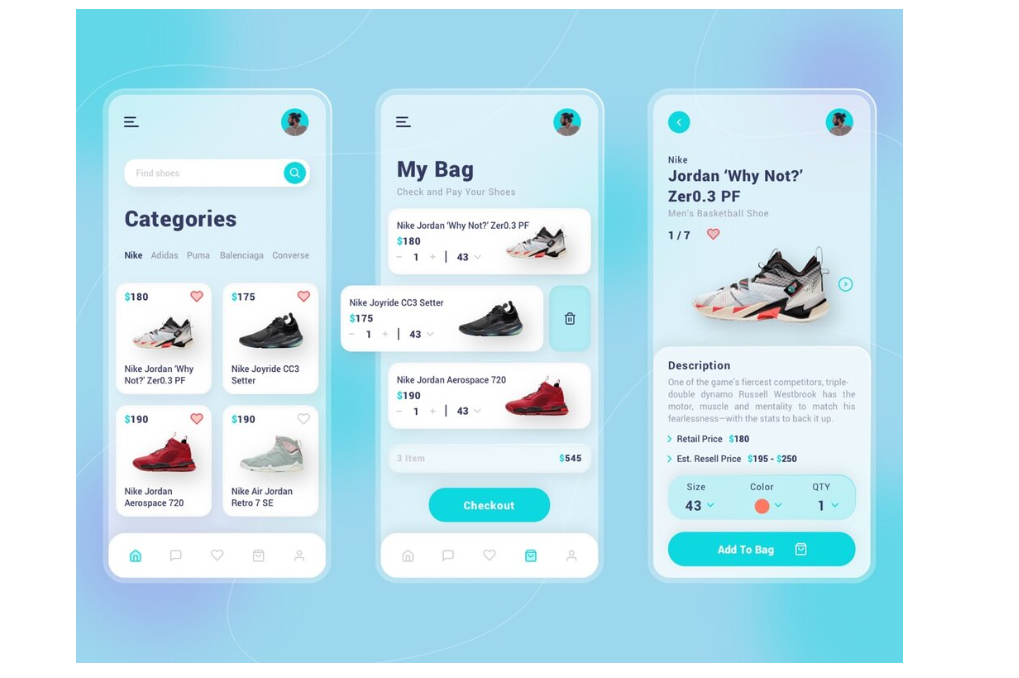 Find shoes
Categories
Nike Adidas Puma Balenciaga Converse
$180
Nike Jordan ‘Why
Not?’ Zer0.3 PF
$175
Nike Joyride CC3
Setter
$190
Nike Jordan
Aerospace 720
$190
Nike Air Jordan
Retro 7 SE
My Bag
Check and Pay Your Shoes
Nike Jordan ‘Why Not?’ Zer0.3 PF
$180
− 1 + | 43
Nike Joyride CC3 Setter
$175
− 1 + | 43
Nike Jordan Aerospace 720
$190
− 1 + | 43
3 Item $545
Checkout
Nike
Jordan ‘Why Not?’
Zer0.3 PF
Men’s Basketball Shoe
1 / 7
Description
One of the game’s fiercest competitors, triple-
double dynamo Russell Westbrook has the
motor, muscle and mentality to match his
fearlessness—with the stats to back it up.
Retail Price $180
Est. Resell Price $195 - $250
Size Color QTY
43 1
Add To Bag